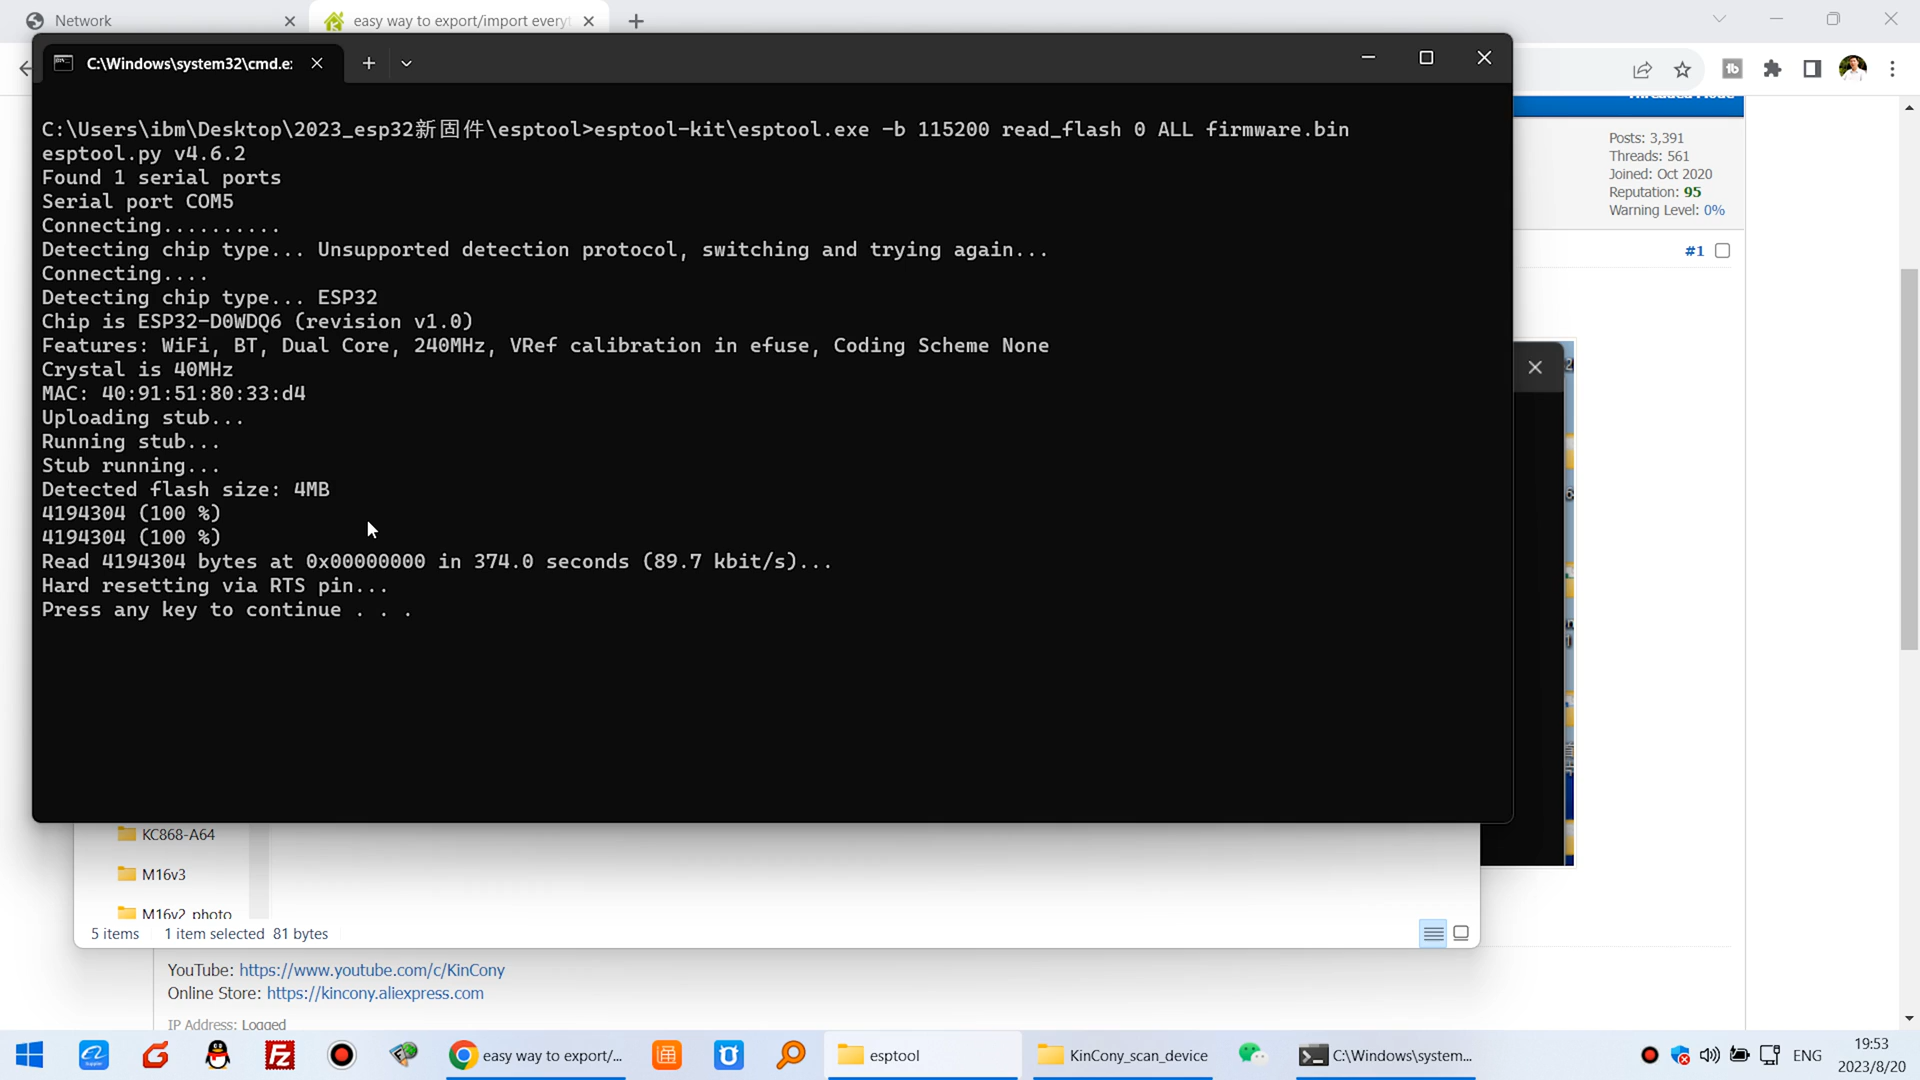 Network
easy way to export/import everyt
C:\Windows\system32\cmd.e:
C:\Users\ibm\Desktop\2023_esp32新固件\esptool>esptool-kit\esptool.exe -b 115200 read_flash 0 ALL firmware.bin
esptool.py v4.6.2
Found 1 serial ports
Serial port COM5
Connecting..........
Detecting chip type... Unsupported detection protocol, switching and trying again...
Connecting....
Detecting chip type... ESP32
Chip is ESP32-D0WDQ6 (revision v1.0)
Features: WiFi, BT, Dual Core, 240MHz, VRef calibration in efuse, Coding Scheme None
Crystal is 40MHz
MAC: 40:91:51:80:33:d4
Uploading stub...
Running stub...
Stub running...
Detected flash size: 4MB
4194304 (100 %)
4194304 (100 %)
Read 4194304 bytes at 0x00000000 in 374.0 seconds (89.7 kbit/s)...
Hard resetting via RTS pin...
Press any key to continue . . .
Posts: 3,391
Threads: 561
Joined: Oct 2020
Reputation: 95
Warning Level: 0%
#1
KC868-A64
M16v3
M16v2 photo
5 items 1 item selected 81 bytes
YouTube: https://www.youtube.com/c/KinCony
Online Store: https://kincony.aliexpress.com
IP Address: Logged
easy way to export/...
esptool
KinCony_scan_device
C:\Windows\system...
ENG
19:53
2023/8/20